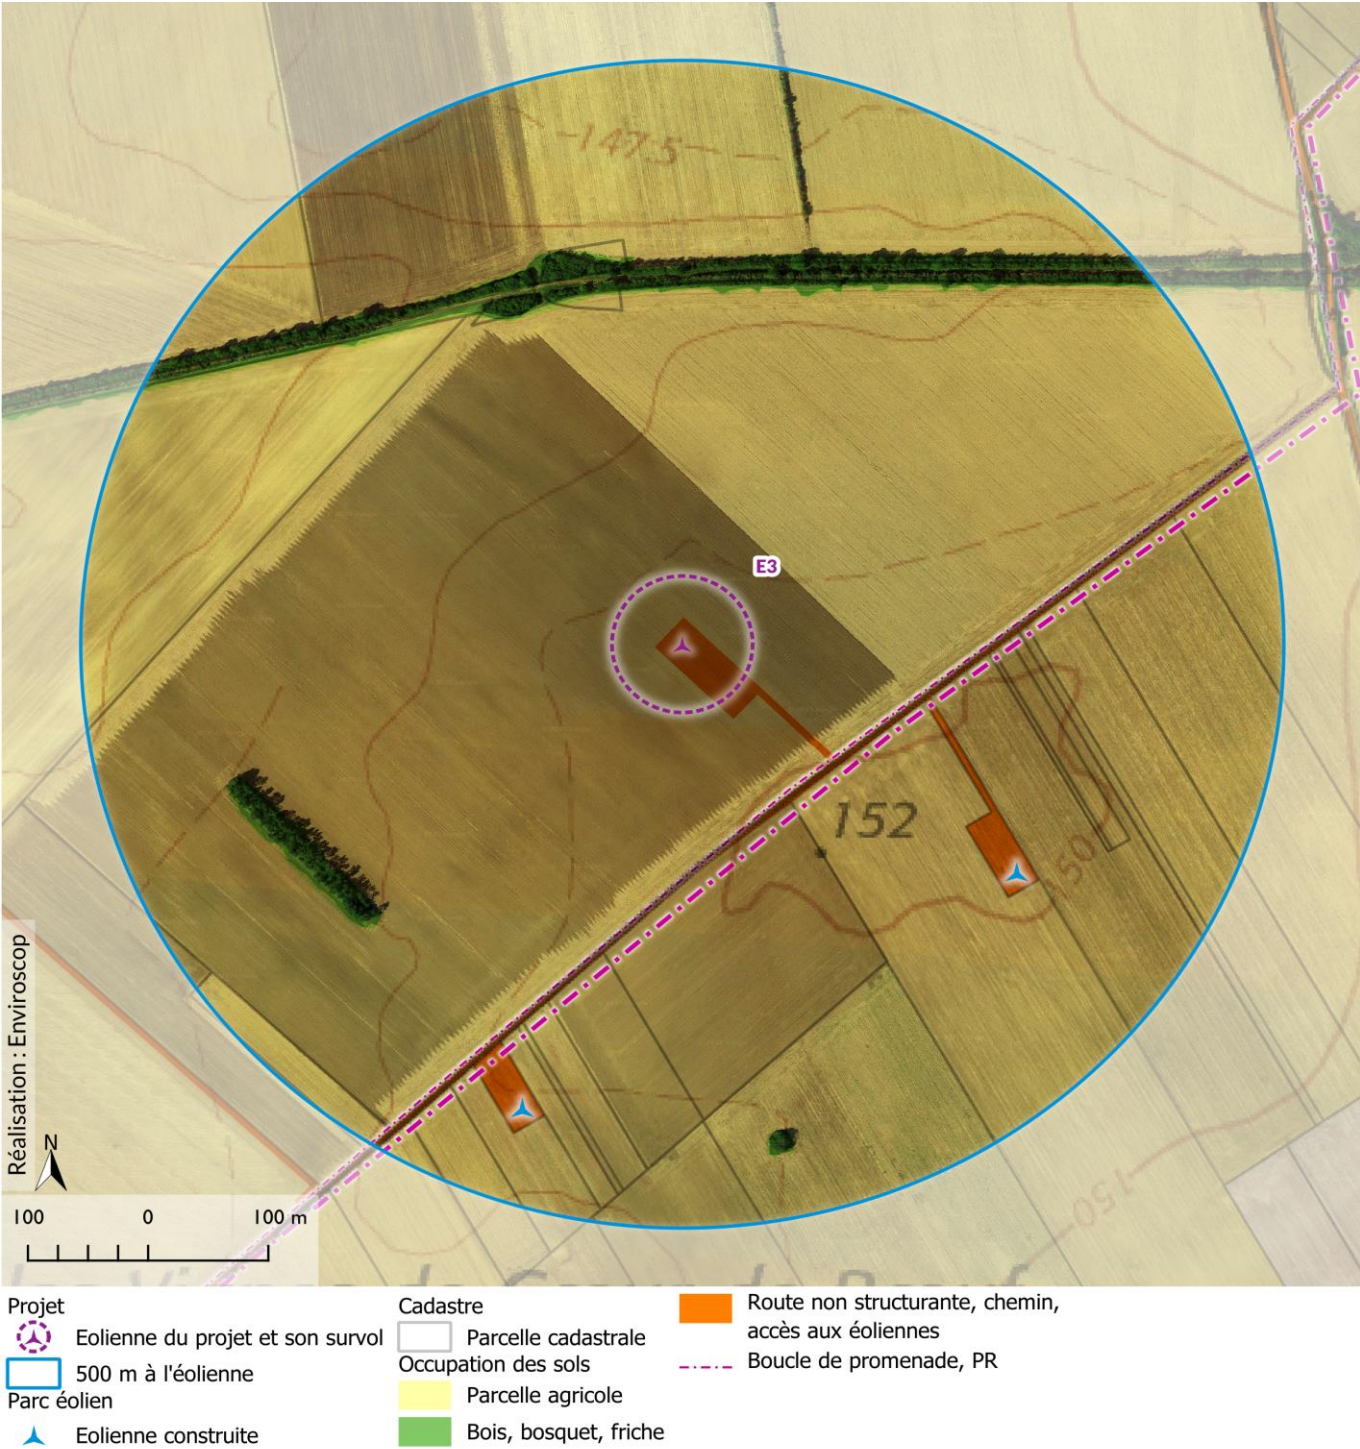 147.5
E3
152
150
150
Réalisation : Enviroscop
N
100 0 100 m
Projet
Eolienne du projet et son survol
500 m à l'éolienne
Parc éolien
Eolienne construite
Cadastre
Parcelle cadastrale
Occupation des sols
Parcelle agricole
Bois, bosquet, friche
Route non structurante, chemin,
accès aux éoliennes
Boucle de promenade, PR